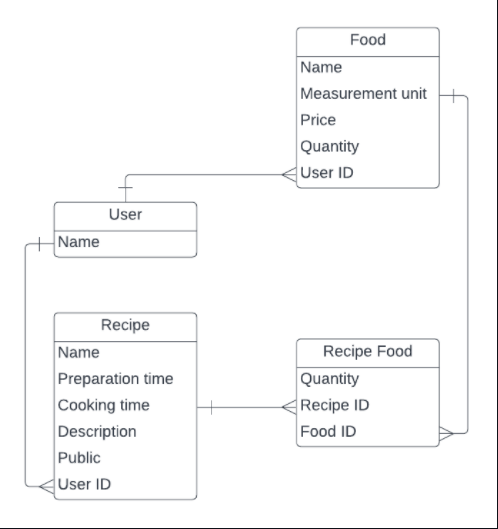 Food
Name
Measurement unit
Price
Quantity
User ID
User
Name
Recipe
Name
Preparation time
Cooking time
Description
Public
User ID
Recipe Food
Quantity
Recipe ID
Food ID